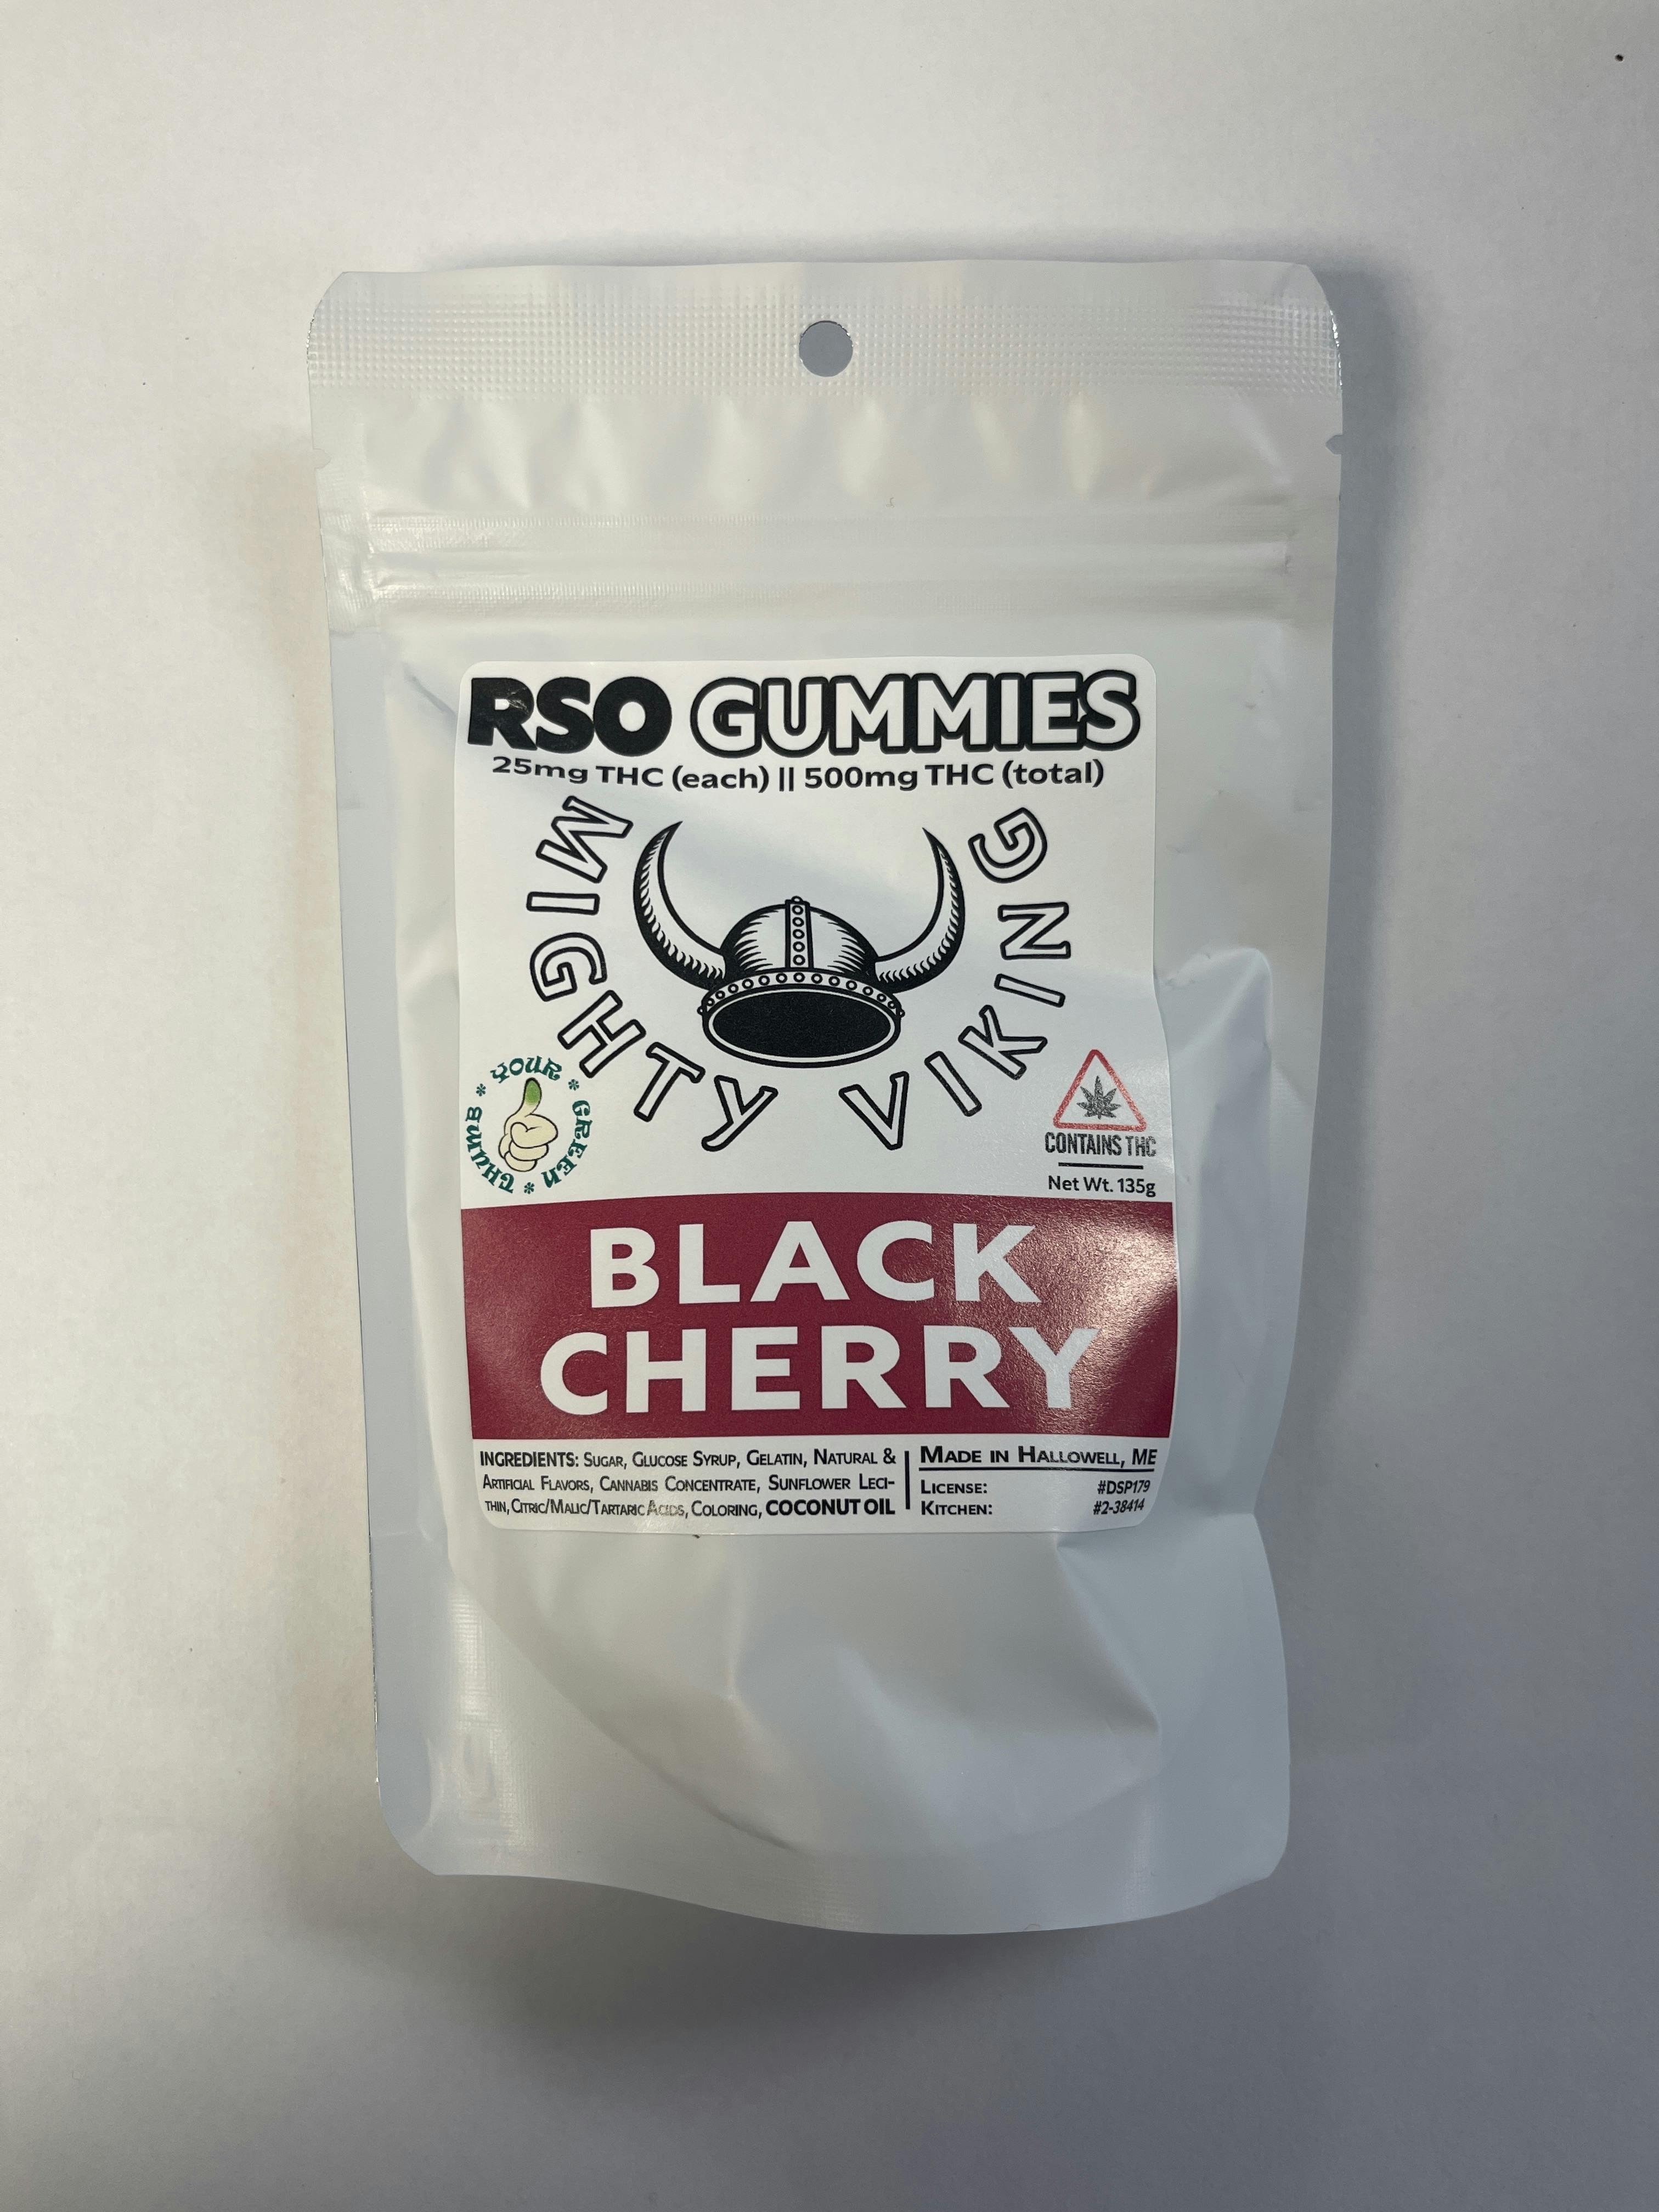 RSO GUMMIES
25mg THC (each) || 500mg THC (total)
MIGHTY VIKING
YOUR * GREEN * THUMB *
CONTAINS THC
Net Wt. 135g
BLACK
CHERRY
INGREDIENTS: SUGAR, GLUCOSE SYRUP, GELATIN, NATURAL &
ARTIFICIAL FLAVORS, CANNABIS CONCENTRATE, SUNFLOWER LECI-
THIN, CITRIC/MALIC/TARTARIC ACIDS, COLORING, COCONUT OIL
MADE IN HALLOWELL, ME
LICENSE: #DSP179
KITCHEN: #2-38414